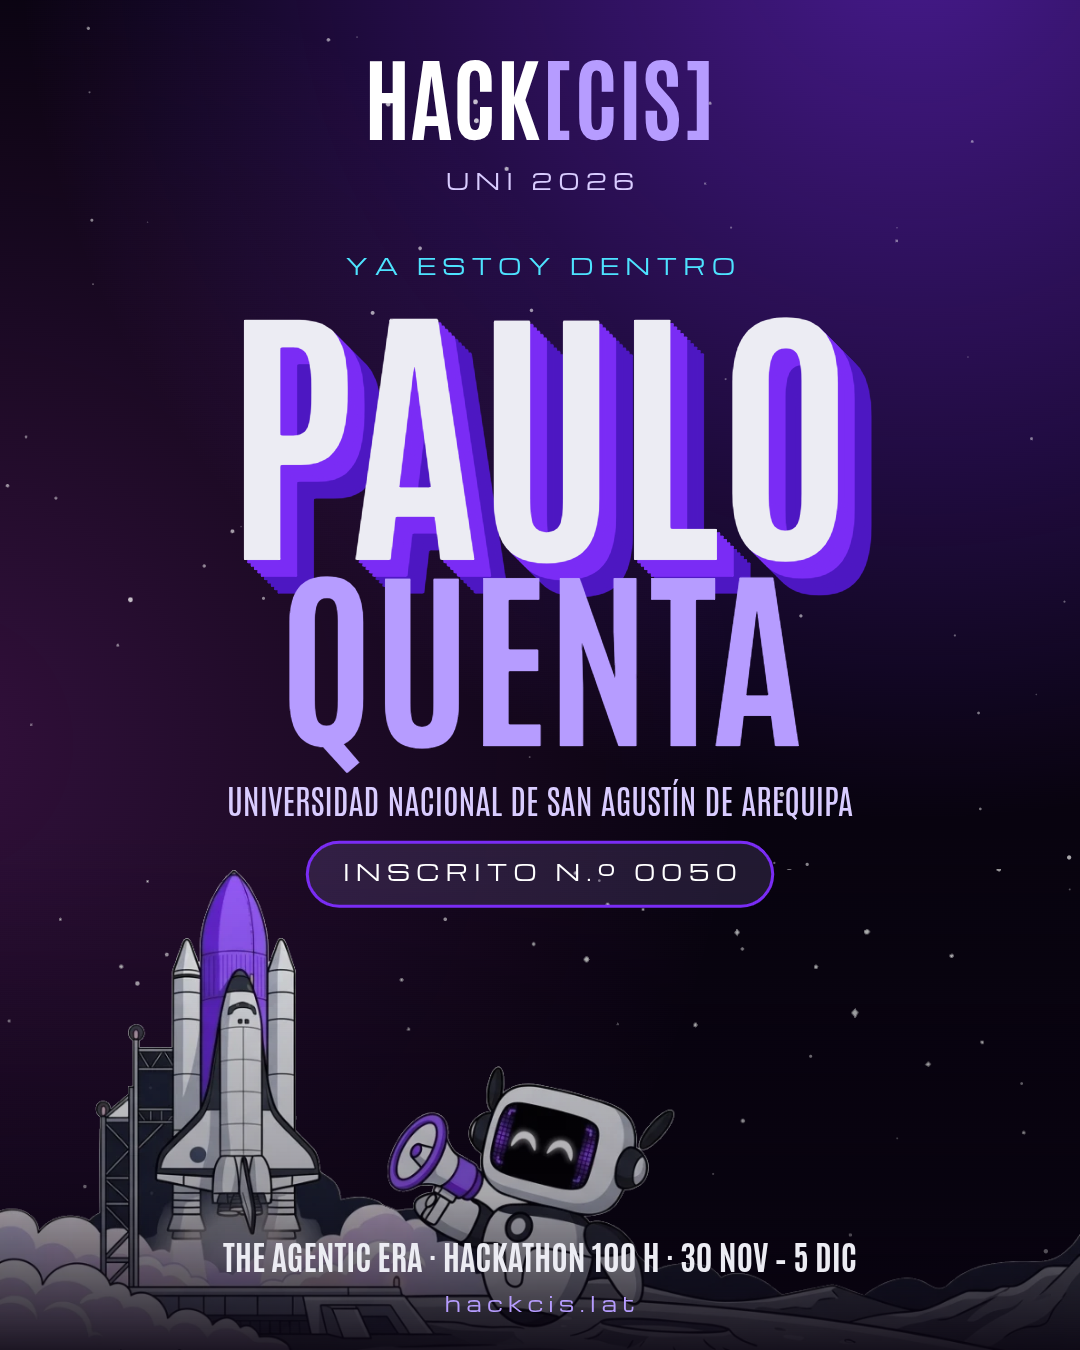 HACK[CIS]
UNI 2026
YA ESTOY DENTRO
PAULO
QUENTA
UNIVERSIDAD NACIONAL DE SAN AGUSTÍN DE AREQUIPA
INSCRITO N.º 0050
THE AGENTIC ERA · HACKATHON 100 H · 30 NOV – 5 DIC
hackcis.lat